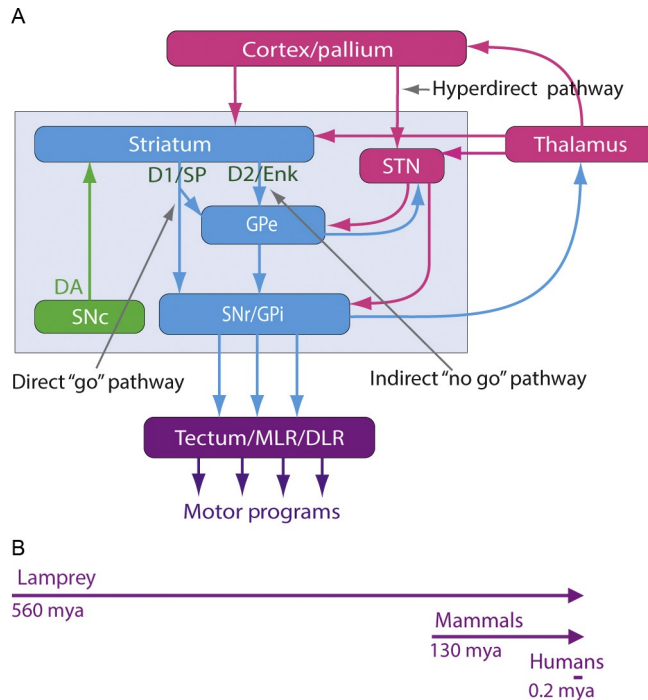 A
Cortex/pallium
Hyperdirect pathway
Striatum
Thalamus
STN
D1/SP
D2/Enk
GPe
DA
SNc
SNr/GPi
Direct “go” pathway
Indirect “no go” pathway
Tectum/MLR/DLR
Motor programs
B
Lamprey
560 mya
Mammals
130 mya
Humans
0.2 mya